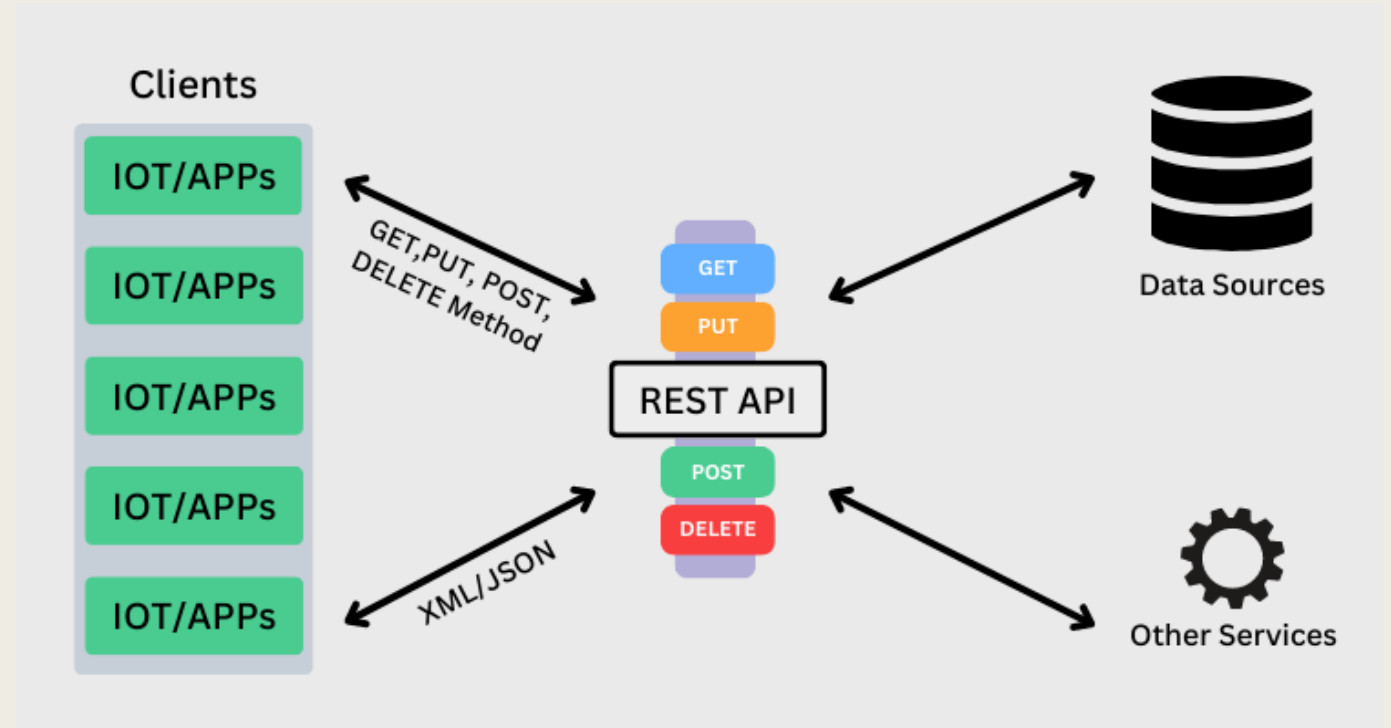 Clients
IOT/APPs
IOT/APPs
IOT/APPs
IOT/APPs
IOT/APPs
GET,PUT, POST,
DELETE Method
XML/JSON
GET
PUT
REST API
POST
DELETE
Data Sources
Other Services